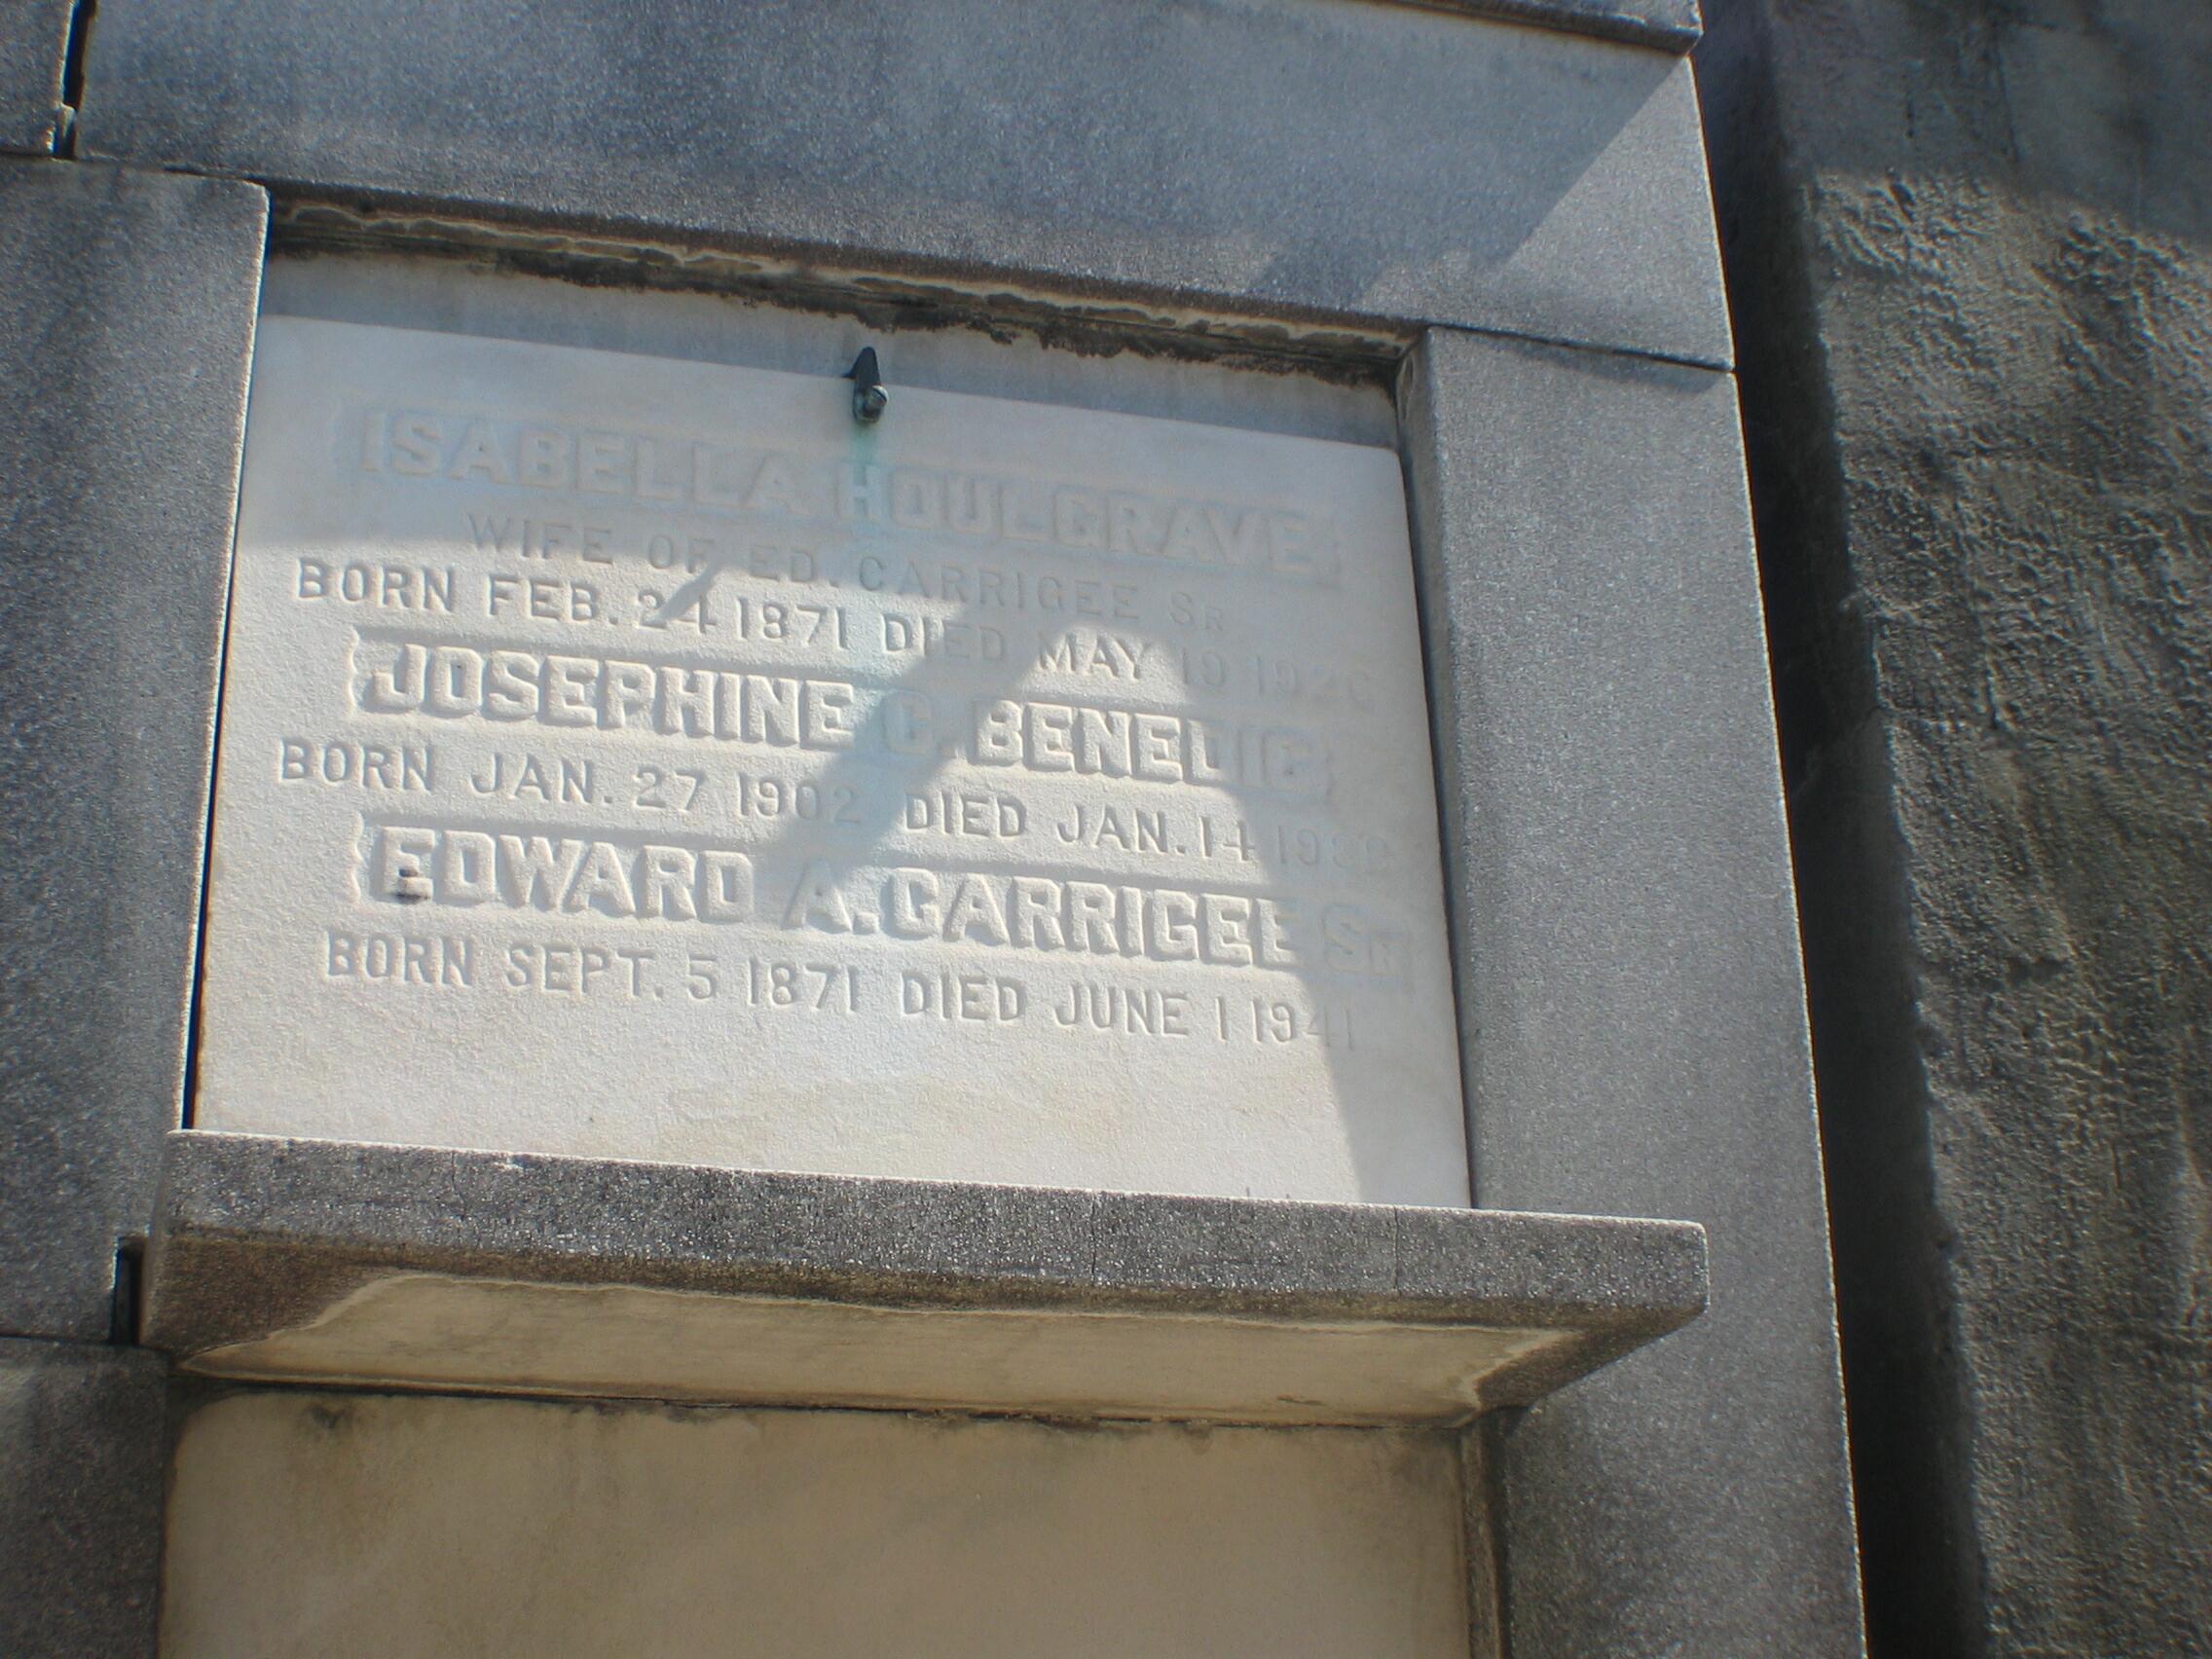 ISABELLA HOULGRAVE
WIFE OF ED. CARRIGEE SR
BORN FEB. 24 1871 DIED MAY 19
JOSEPHINE C. BENEDIC
BORN JAN. 27 1902 DIED JAN. 14
EDWARD A. CARRIGEE SR
BORN SEPT. 5 1871 DIED JUNE 1 1941